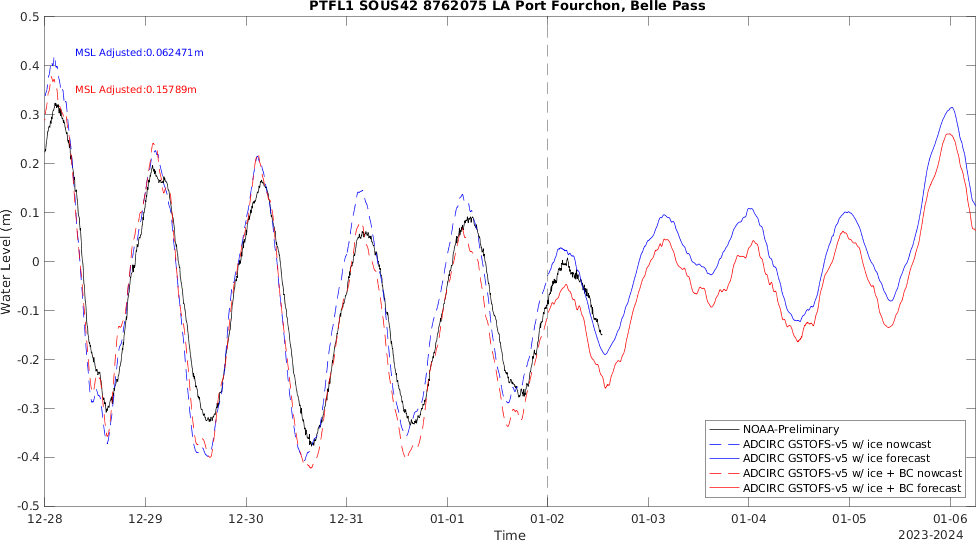 PTFL1 SOUS42 8762075 LA Port Fourchon, Belle Pass
MSL Adjusted:0.062471m
MSL Adjusted:0.15789m
Water Level (m)
0.5
0.4
0.3
0.2
0.1
0
-0.1
-0.2
-0.3
-0.4
-0.5
NOAA-Preliminary
ADCIRC GSTOFS-v5 w/ ice nowcast
ADCIRC GSTOFS-v5 w/ ice forecast
ADCIRC GSTOFS-v5 w/ ice + BC nowcast
ADCIRC GSTOFS-v5 w/ ice + BC forecast
12-28 12-29 12-30 12-31 01-01 01-02 01-03 01-04 01-05 01-06
Time
2023-2024